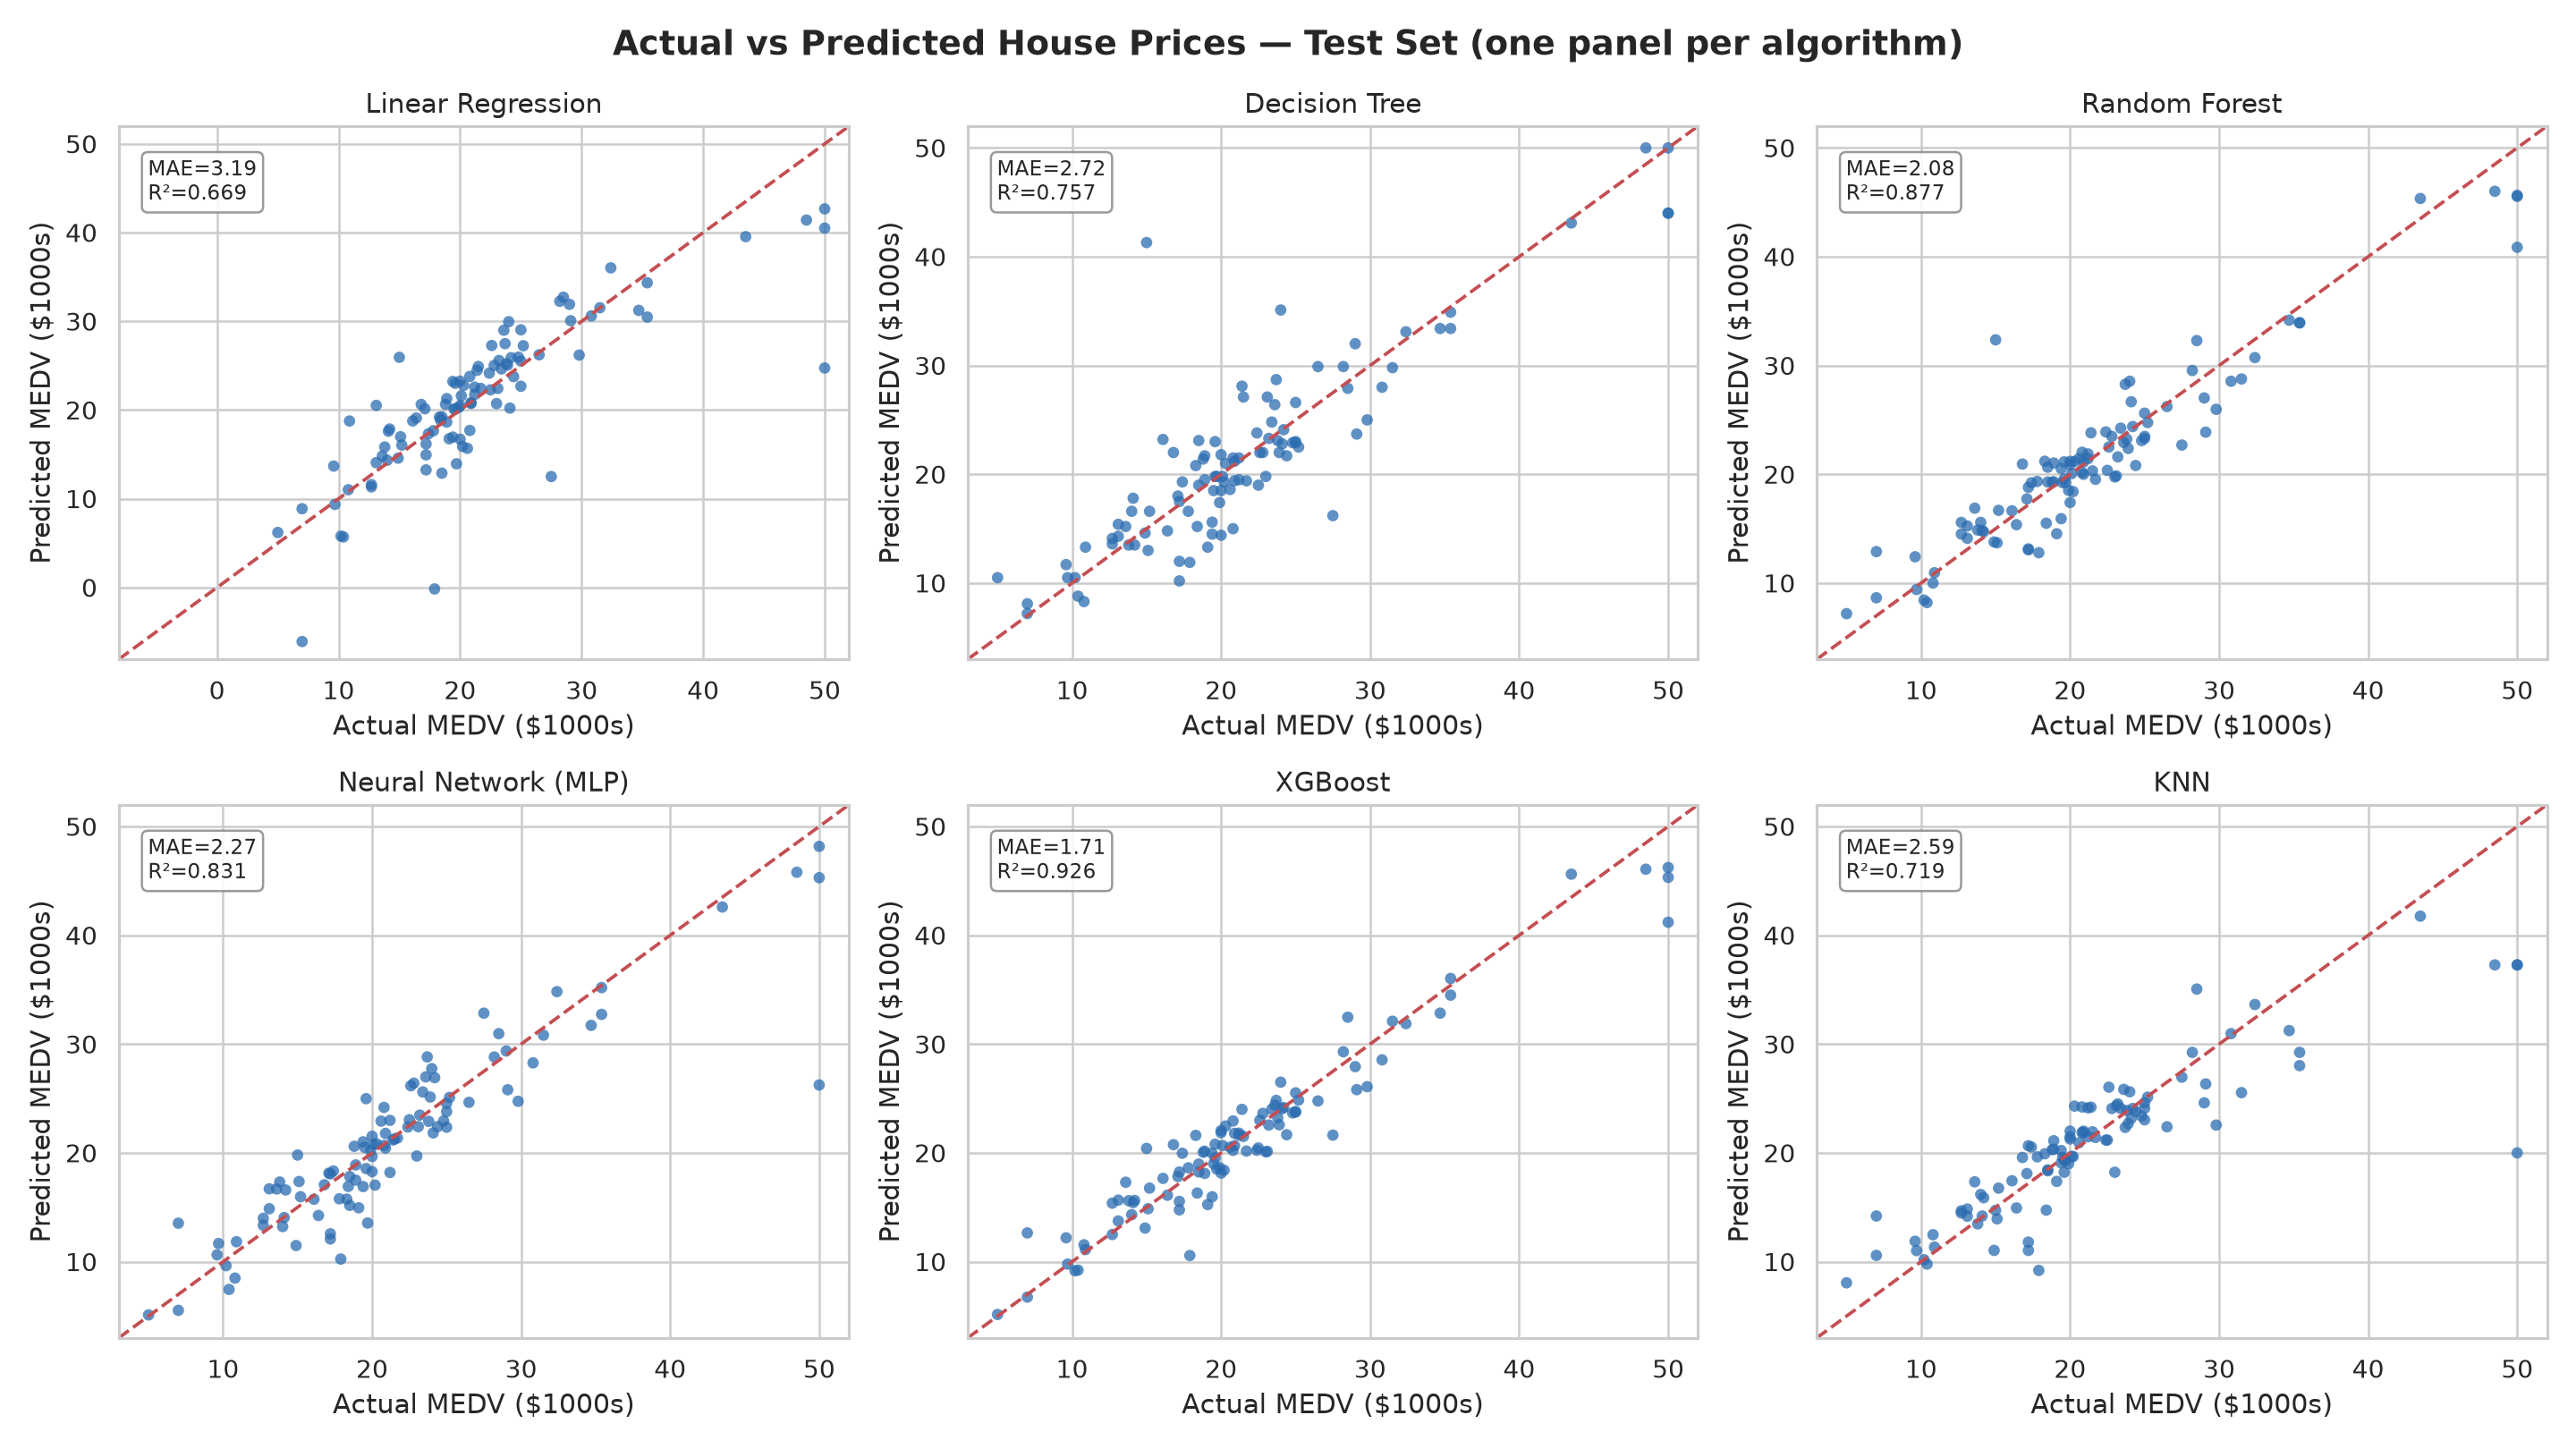 Actual vs Predicted House Prices — Test Set (one panel per algorithm)
Linear Regression
MAE=3.19
R²=0.669
50
40
30
20
10
0
Predicted MEDV ($1000s)
0 10 20 30 40 50
Actual MEDV ($1000s)
Decision Tree
MAE=2.72
R²=0.757
50
40
30
20
10
Predicted MEDV ($1000s)
10 20 30 40 50
Actual MEDV ($1000s)
Random Forest
MAE=2.08
R²=0.877
50
40
30
20
10
Predicted MEDV ($1000s)
10 20 30 40 50
Actual MEDV ($1000s)
Neural Network (MLP)
MAE=2.27
R²=0.831
50
40
30
20
10
Predicted MEDV ($1000s)
10 20 30 40 50
Actual MEDV ($1000s)
XGBoost
MAE=1.71
R²=0.926
50
40
30
20
10
Predicted MEDV ($1000s)
10 20 30 40 50
Actual MEDV ($1000s)
KNN
MAE=2.59
R²=0.719
50
40
30
20
10
Predicted MEDV ($1000s)
10 20 30 40 50
Actual MEDV ($1000s)